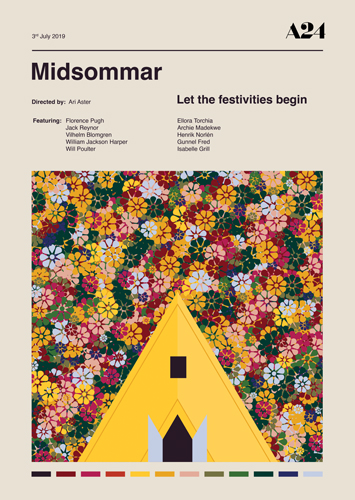 3rd July 2019
A24
Midsommar
Directed by: Ari Aster
Let the festivities begin
Featuring: Florence Pugh
Jack Reynor
Vilhelm Blomgren
William Jackson Harper
Will Poulter
Ellora Torchia
Archie Madekwe
Henrik Norlén
Gunnel Fred
Isabelle Grill